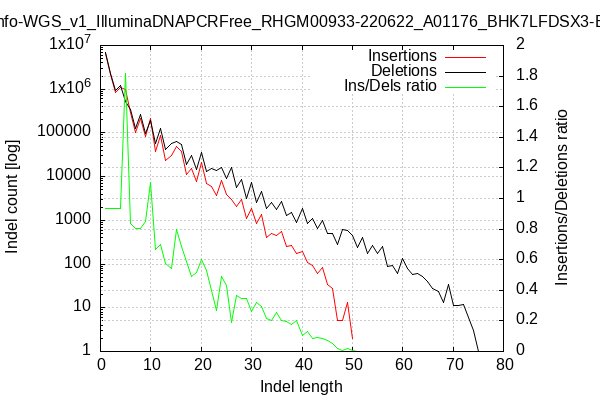 nfo-WGS_v1_IlluminaDNAPCRFree_RHGM00933-220622_A01176_BHK7LFDSX3-E
Insertions
Deletions
Ins/Dels ratio
1x10^7
1x10^6
100000
10000
1000
100
10
1
2
1.8
1.6
1.4
1.2
1
0.8
0.6
0.4
0.2
0
0 10 20 30 40 50 60 70 80
Indel length
Indel count [log]
Insertions/Deletions ratio